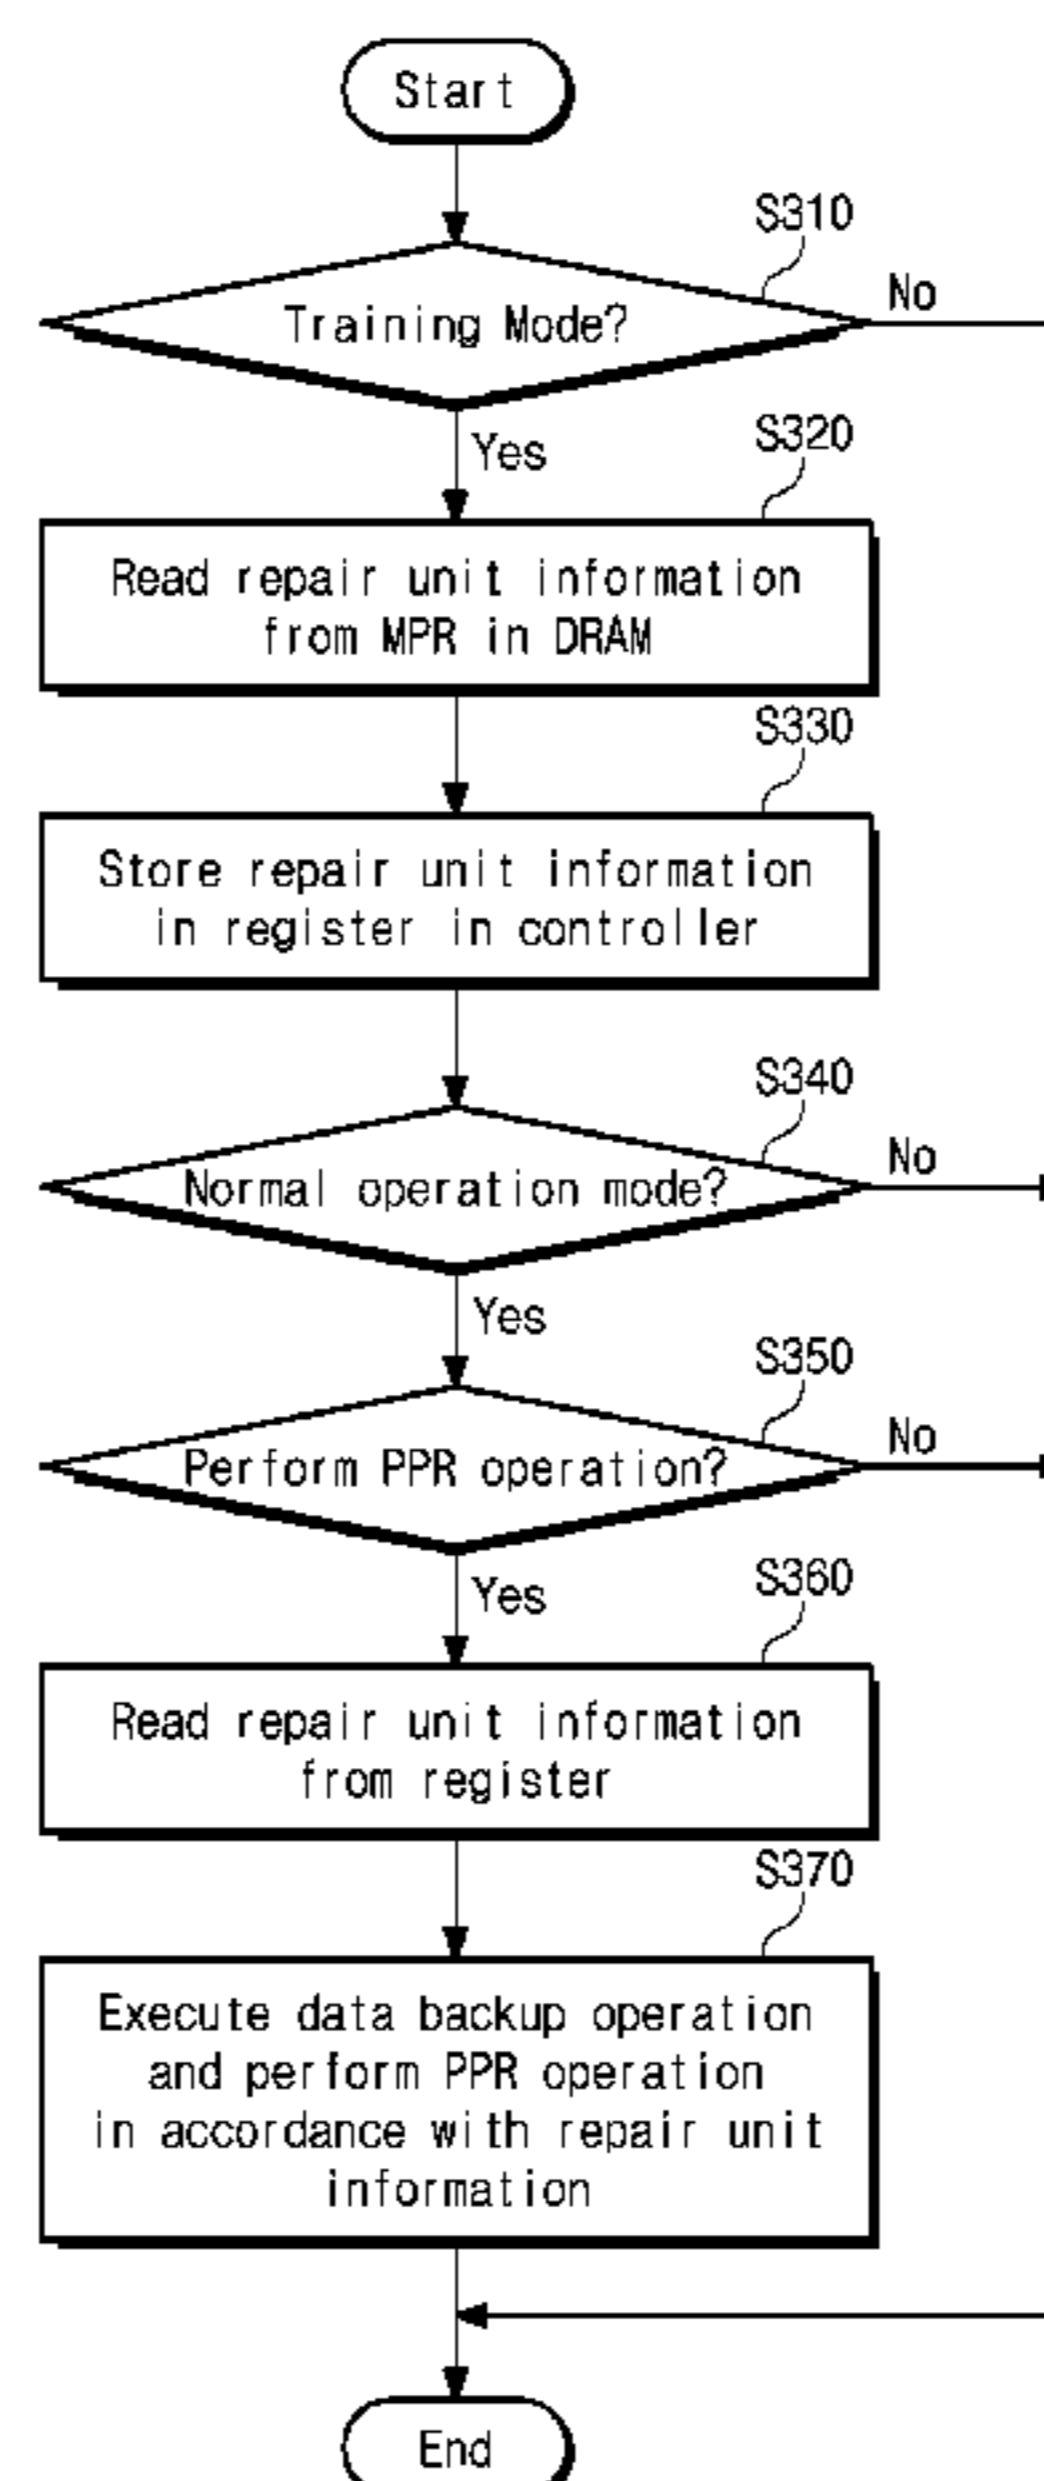 Start
S310
Training Mode?
No
Yes
S320
Read repair unit information
from MPR in DRAM
S330
Store repair unit information
in register in controller
S340
Normal operation mode?
No
Yes
S350
Perform PPR operation?
No
Yes
S360
Read repair unit information
from register
S370
Execute data backup operation
and perform PPR operation
in accordance with repair unit
information
End